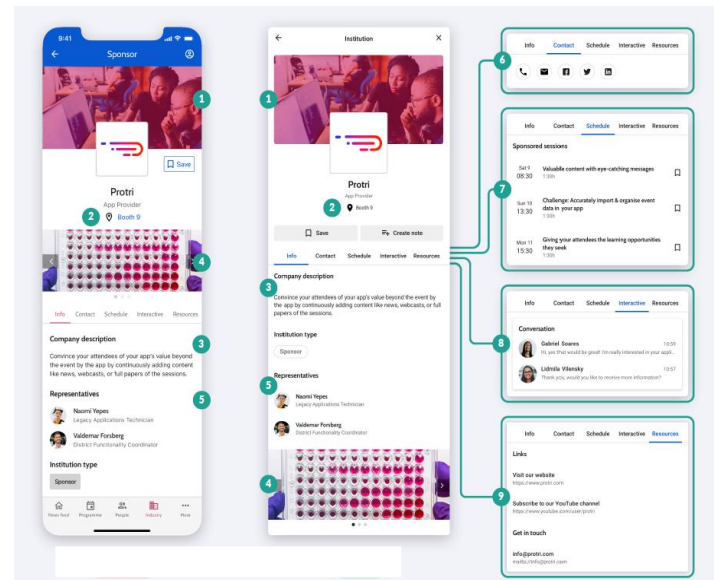 9:41
Sponsor
1
Save
Protri
App Provider
2
Booth 9
4
Info Contact Schedule Interactive Resources
Company description
3
Convince your attendees of your app's value beyond
the event by the app by continuously adding content
like news, webcasts, or full papers of the sessions.
Representatives
5
Naomi Yepes
Legacy Applications Technician
Valdemar Forsberg
District Functionality Coordinator
Institution type
Sponsor
News feed Programme People Industry More
Institution
1
Protri
App Provider
2
Booth 9
Save Create note
Info Contact Schedule Interactive Resources
Company description
3
Convince your attendees of your app's value beyond the event by
the app by continuously adding content like news, webcasts, or full
papers of the sessions.
Institution type
Sponsor
Representatives
5
Naomi Yepes
Legacy Applications Technician
Valdemar Forsberg
District Functionality Coordinator
4
Info Contact Schedule Interactive Resources
6
Info Contact Schedule Interactive Resources
Sponsored sessions
7
Sat 9
08:30
Valuable content with eye-catching messages
1:30h
Sun 10
13:30
Challenge: Accurately import & organise event
data in your app
1:30h
Mon 11
15:30
Giving your attendees the learning opportunities
they seek
1:30h
Info Contact Schedule Interactive Resources
8
Conversation
Gabriel Soares 10:59
Hi, yes that would be great! I'm really interested in your appli...
Lidmila Vilensky 10:57
Thank you, would you like to receive more information?
Info Contact Schedule Interactive Resources
9
Links
Visit our website
https://www.protri.com
Subscribe to our YouTube channel
https://www.youtube.com/user/protri
Get in touch
info@protri.com
mailto://info@protri.com